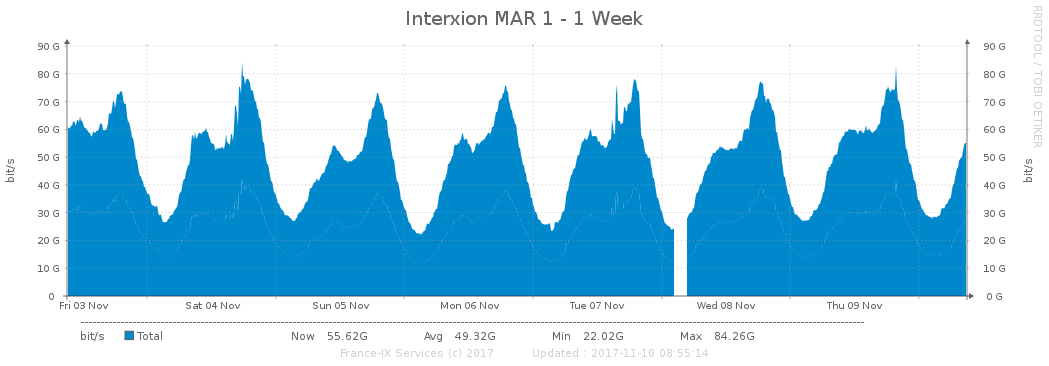 Interxion MAR 1 - 1 Week
RRDTOOL / TOBI OETIKER
90 G 90 G
80 G 80 G
70 G 70 G
60 G 60 G
50 G 50 G
40 G 40 G
30 G 30 G
20 G 20 G
10 G 10 G
0 0 G
bit/s bit/s
Fri 03 Nov Sat 04 Nov Sun 05 Nov Mon 06 Nov Tue 07 Nov Wed 08 Nov Thu 09 Nov
bit/s Total Now 55.62G Avg 49.32G Min 22.02G Max 84.26G
France-IX Services (c) 2017 Updated : 2017-11-10 08:55:14